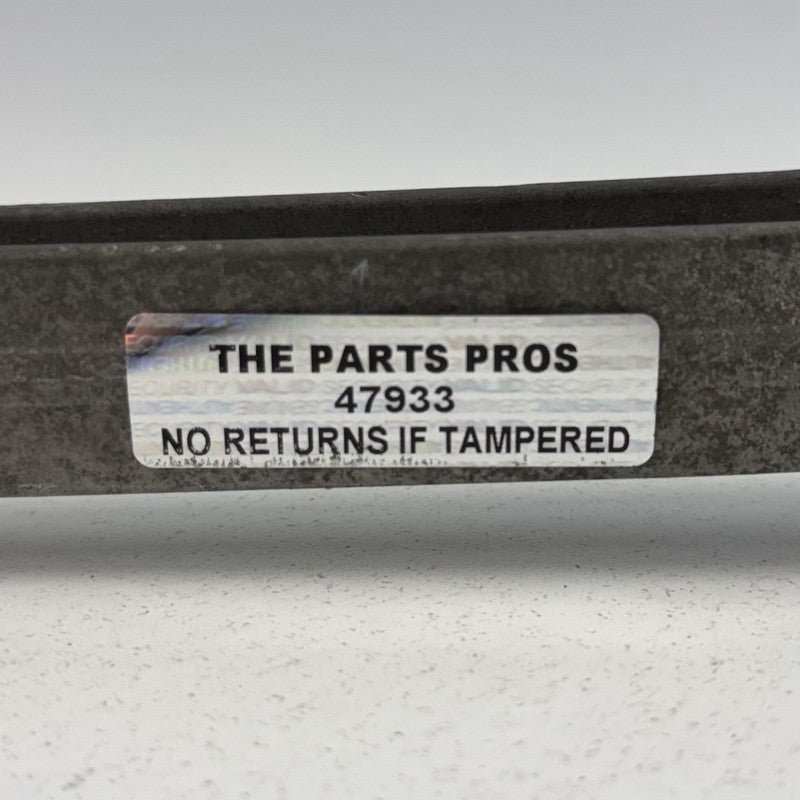 THE PARTS PROS
47933
NO RETURNS IF TAMPERED